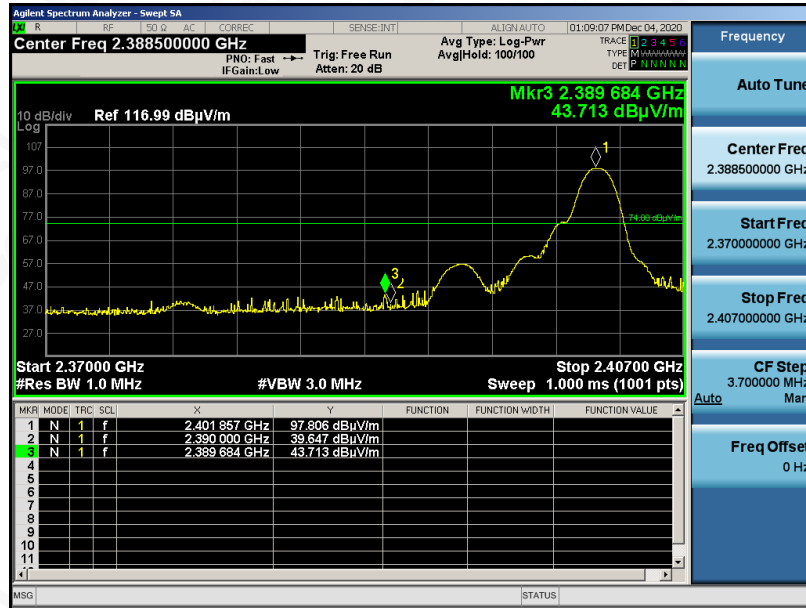 Agilent Spectrum Analyzer - Swept SA
LXI R RF 50 Ω AC CORREC SENSE:INT ALIGN AUTO 01:09:07 PM Dec 04, 2020
Center Freq 2.388500000 GHz
PNO: Fast
IFGain:Low
Trig: Free Run
Atten: 20 dB
Avg Type: Log-Pwr
Avg|Hold: 100/100
TRACE 1 2 3 4 5 6
TYPE M WWWWW
DET P N N N N N
Mkr3 2.389 684 GHz
43.713 dBµV/m
10 dB/div Ref 116.99 dBµV/m
Log
107
97.0
87.0
77.0
67.0
57.0
47.0
37.0
27.0
1
74.00 dBµV/m
3
2
Start 2.37000 GHz Stop 2.40700 GHz
#Res BW 1.0 MHz #VBW 3.0 MHz Sweep 1.000 ms (1001 pts)
MKR MODE TRC SCL X Y FUNCTION FUNCTION WIDTH FUNCTION VALUE
1 N 1 f 2.401 857 GHz 97.806 dBµV/m
2 N 1 f 2.390 000 GHz 39.647 dBµV/m
3 N 1 f 2.389 684 GHz 43.713 dBµV/m
4
5
6
7
8
9
10
11
MSG STATUS
Frequency
Auto Tune
Center Freq
2.388500000 GHz
Start Freq
2.370000000 GHz
Stop Freq
2.407000000 GHz
CF Step
3.700000 MHz
Auto Man
Freq Offset
0 Hz